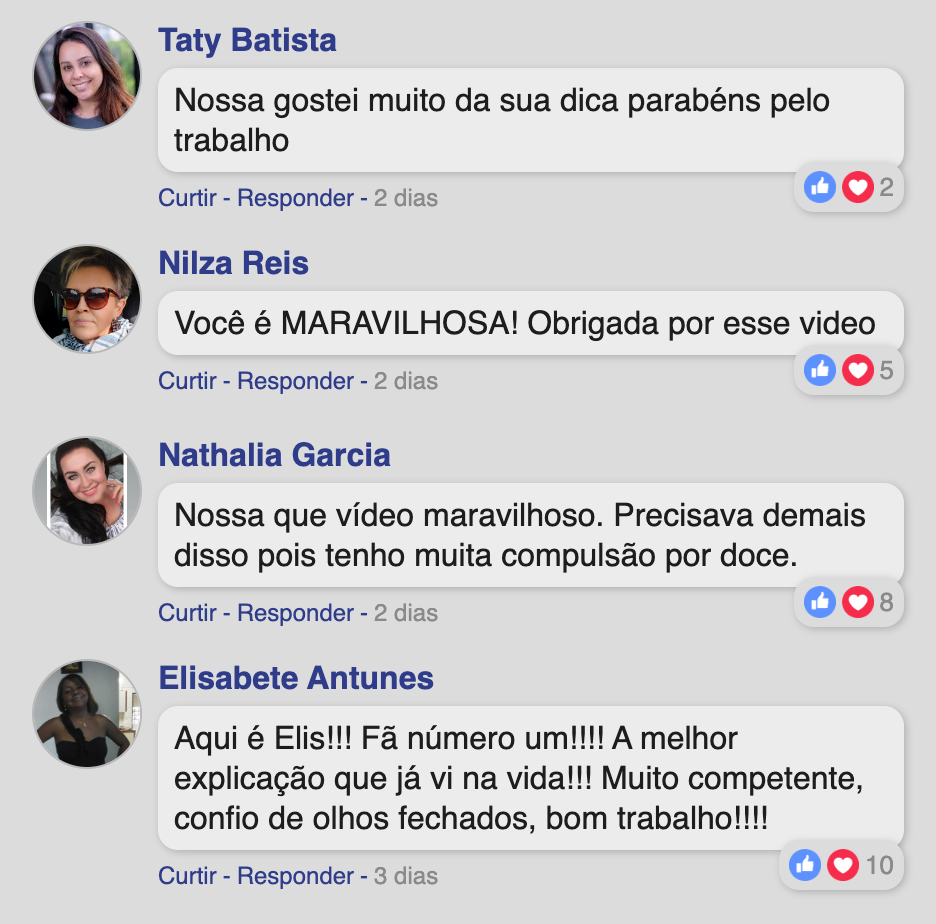 Taty Batista
Nossa gostei muito da sua dica parabéns pelo
trabalho
Curtir - Responder - 2 dias
2
Nilza Reis
Você é MARAVILHOSA! Obrigada por esse video
Curtir - Responder - 2 dias
5
Nathalia Garcia
Nossa que vídeo maravilhoso. Precisava demais
disso pois tenho muita compulsão por doce.
Curtir - Responder - 2 dias
8
Elisabete Antunes
Aqui é Elis!!! Fã número um!!!! A melhor
explicação que já vi na vida!!! Muito competente,
confio de olhos fechados, bom trabalho!!!!
Curtir - Responder - 3 dias
10